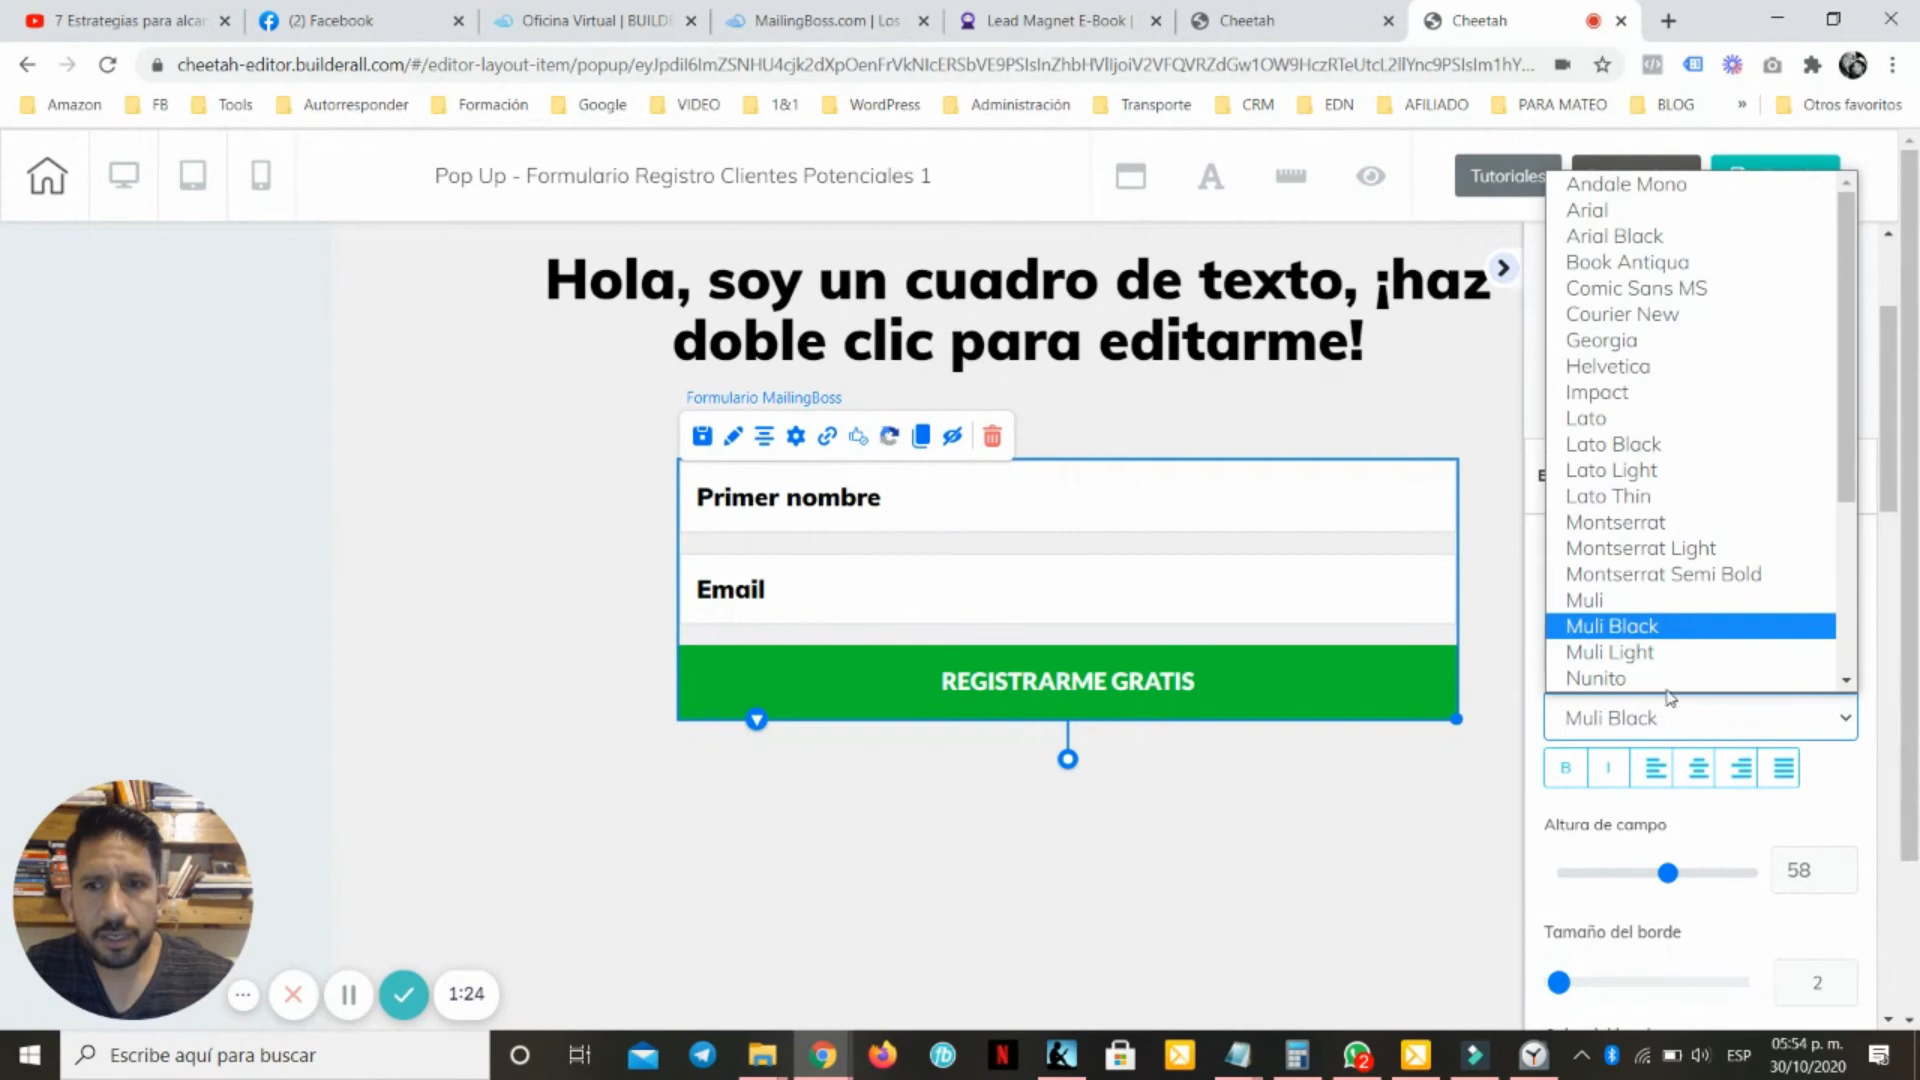 7 Estrategias para alcar
(2) Facebook
Oficina Virtual | BUILDE
MailingBoss.com | Los
Lead Magnet E-Book |
Cheetah
Cheetah
cheetah-editor.builderall.com/#/editor-layout-item/popup/
Amazon
FB
Tools
Autorresponder
Formación
Google
VIDEO
1&1
WordPress
Administración
Transporte
CRM
EDN
AFILIADO
PARA MATEO
BLOG
»
Otros favoritos
Pop Up - Formulario Registro Clientes Potenciales 1
Tutoriales
Hola, soy un cuadro de texto, ¡haz
doble clic para editarme!
Formulario MailingBoss
Primer nombre
Email
REGISTRARME GRATIS
Andale Mono
Arial
Arial Black
Book Antiqua
Comic Sans MS
Courier New
Georgia
Helvetica
Impact
Lato
Lato Black
Lato Light
Lato Thin
Montserrat
Montserrat Light
Montserrat Semi Bold
Muli
Muli Black
Muli Light
Nunito
Muli Black
B I
Altura de campo
58
Tamaño del borde
2
1:24
Escribe aquí para buscar
2
ESP
05:54 p. m.
30/10/2020